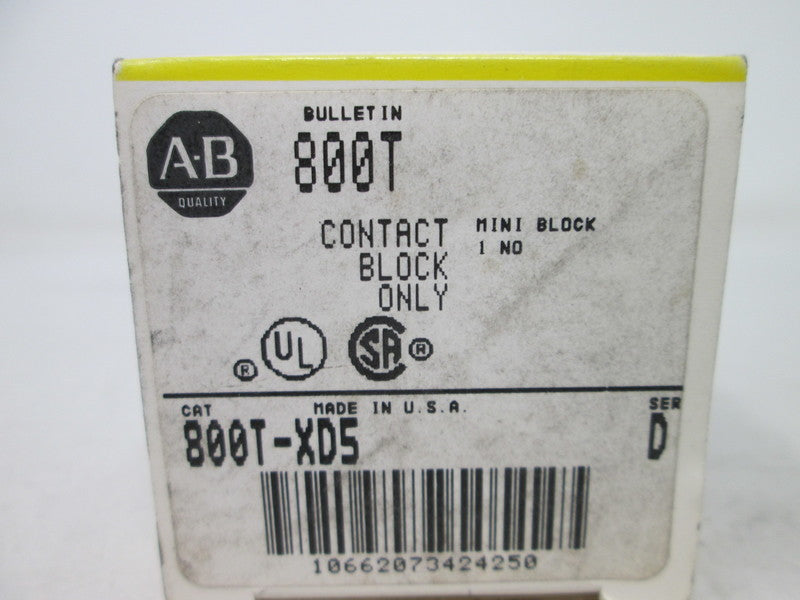 A-B
QUALITY
BULLETIN
800T
CONTACT
BLOCK
ONLY
MINI BLOCK
1 NO
® UL SA ®
CAT MADE IN U.S.A. SER
800T-XD5 D
10662073424250